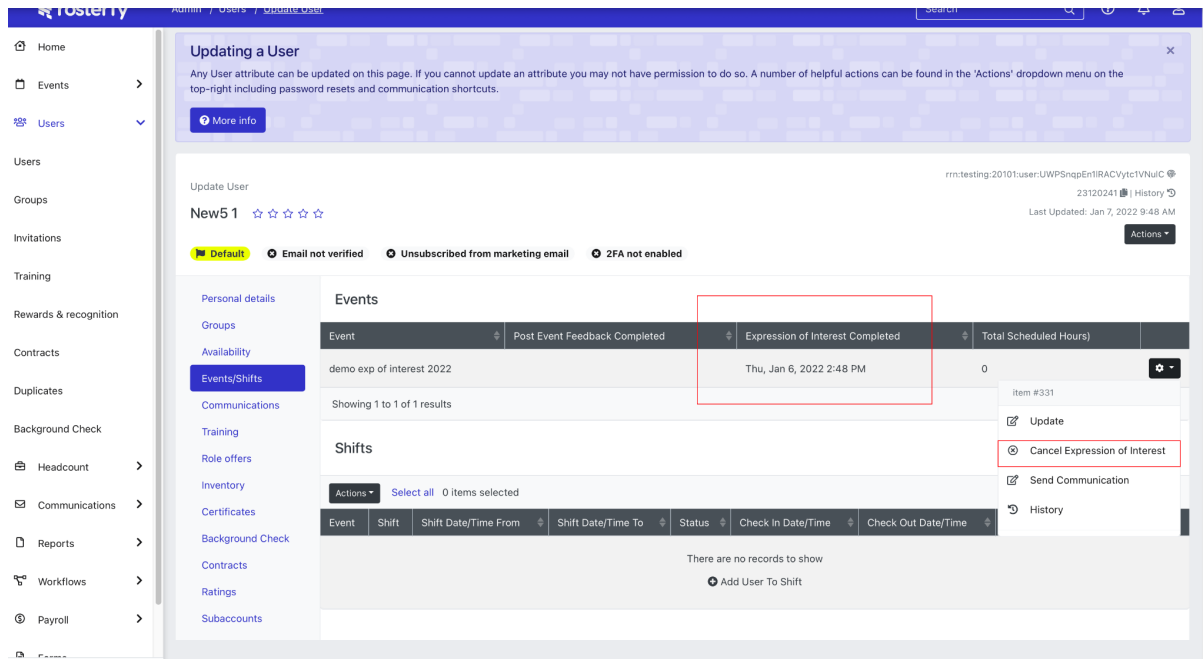 Rosterfy
Admin / Users / Update User
Search
Home
Events
Users
Users
Groups
Invitations
Training
Rewards & recognition
Contracts
Duplicates
Background Check
Headcount
Communications
Reports
Workflows
Payroll
Forms
Updating a User
Any User attribute can be updated on this page. If you cannot update an attribute you may not have permission to do so. A number of helpful actions can be found in the 'Actions' dropdown menu on the
top-right including password resets and communication shortcuts.
More info
rrn:testing:20101:user:UWPSnqpEn1IRACVytc1VNuIC
Update User
23120241 | History
New5 1
Last Updated: Jan 7, 2022 9:48 AM
Actions
Default Email not verified Unsubscribed from marketing email 2FA not enabled
Personal details
Groups
Availability
Events/Shifts
Communications
Training
Role offers
Inventory
Certificates
Background Check
Contracts
Ratings
Subaccounts
Events
Event Post Event Feedback Completed Expression of Interest Completed Total Scheduled Hours)
demo exp of interest 2022 Thu, Jan 6, 2022 2:48 PM 0
Showing 1 to 1 of 1 results
item #331
Update
Cancel Expression of Interest
Send Communication
History
Shifts
Actions Select all 0 items selected
Event Shift Shift Date/Time From Shift Date/Time To Status Check In Date/Time Check Out Date/Time
There are no records to show
Add User To Shift